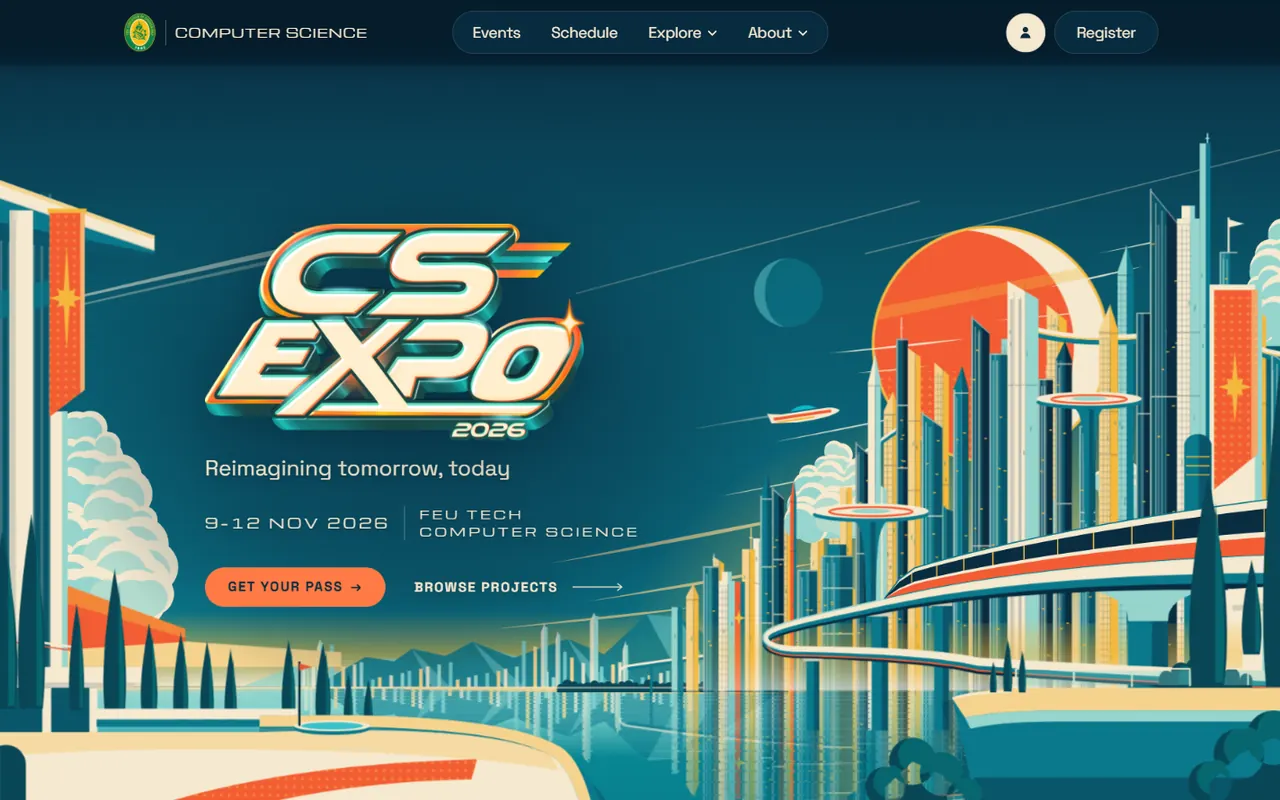 COMPUTER SCIENCE
Events
Schedule
Explore
About
Register
CS
EXPO
2026
Reimagining tomorrow, today
9-12 NOV 2026
FEU TECH
COMPUTER SCIENCE
GET YOUR PASS →
BROWSE PROJECTS